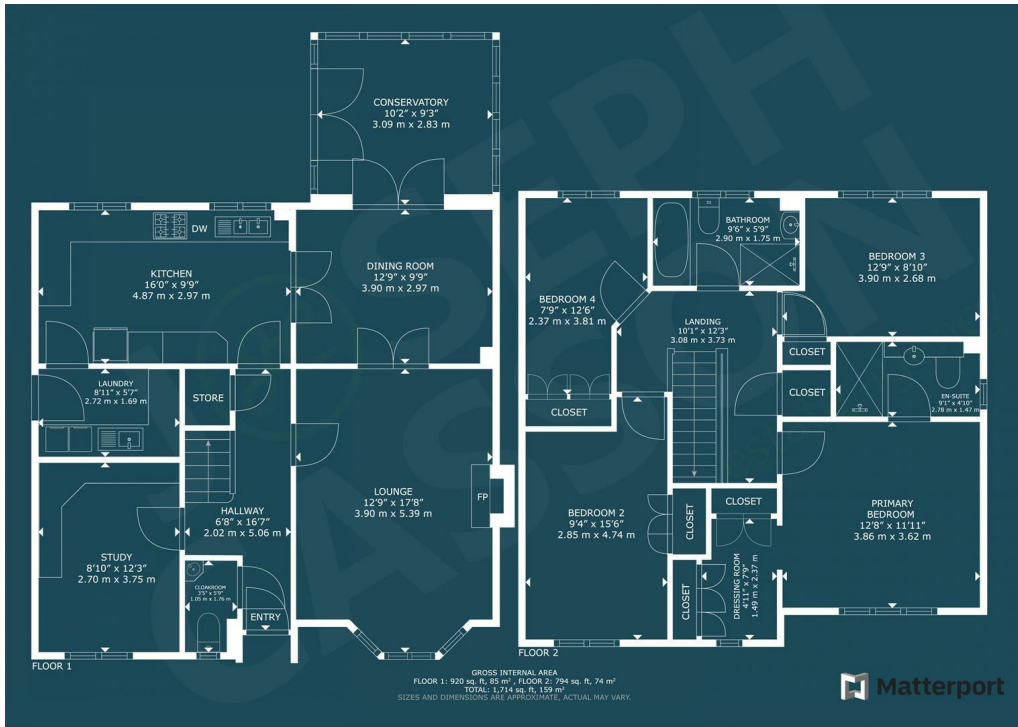 CONSERVATORY
10'2" x 9'3"
3.09 m x 2.83 m
DW
KITCHEN
16'0" x 9'9"
4.87 m x 2.97 m
DINING ROOM
12'9" x 9'9"
3.90 m x 2.97 m
LAUNDRY
8'11" x 5'7"
2.72 m x 1.69 m
STORE
LOUNGE
12'9" x 17'8"
3.90 m x 5.39 m
FP
HALLWAY
6'8" x 16'7"
2.02 m x 5.06 m
STUDY
8'10" x 12'3"
2.70 m x 3.75 m
CLOAKROOM
3'5" x 5'9"
1.05 m x 1.76 m
ENTRY
FLOOR 1
BATHROOM
9'6" x 5'9"
2.90 m x 1.75 m
BEDROOM 3
12'9" x 8'10"
3.90 m x 2.68 m
BEDROOM 4
7'9" x 12'6"
2.37 m x 3.81 m
LANDING
10'1" x 12'3"
3.08 m x 3.73 m
CLOSET
CLOSET
EN-SUITE
9'1" x 4'10"
2.78 m x 1.47 m
CLOSET
BEDROOM 2
9'4" x 15'6"
2.85 m x 4.74 m
CLOSET
CLOSET
PRIMARY
BEDROOM
12'8" x 11'11"
3.86 m x 3.62 m
DRESSING ROOM
4'11" x 7'9"
1.49 m x 2.37 m
CLOSET
FLOOR 2
GROSS INTERNAL AREA
FLOOR 1: 920 sq. ft, 85 m², FLOOR 2: 794 sq. ft, 74 m²
TOTAL: 1,714 sq. ft, 159 m²
SIZES AND DIMENSIONS ARE APPROXIMATE, ACTUAL MAY VARY.
Matterport